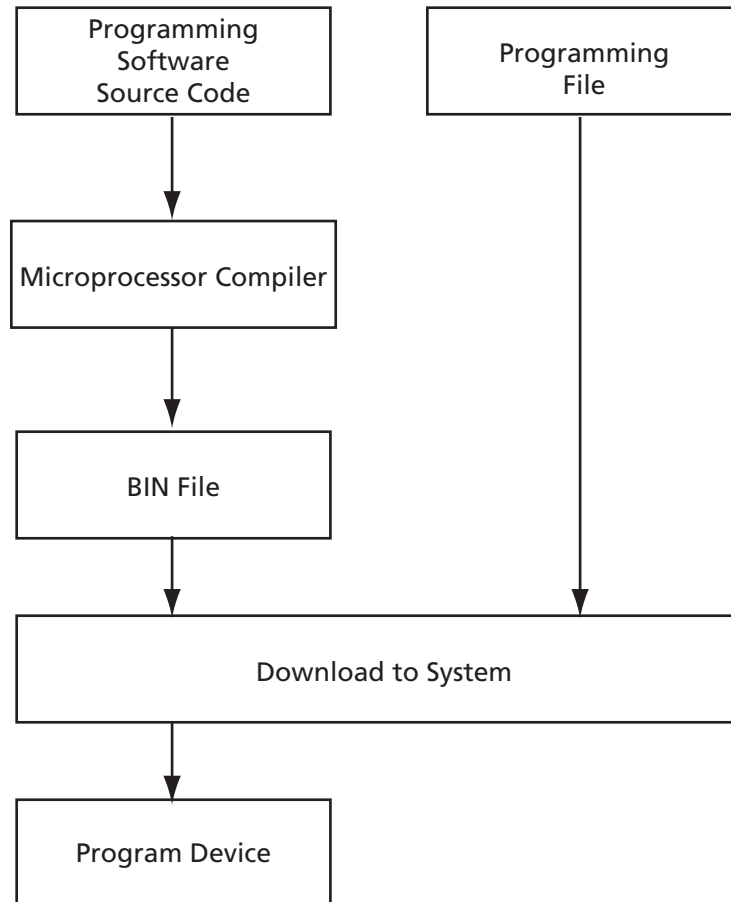 Programming
Software
Source Code
Programming
File
Microprocessor Compiler
BIN File
Download to System
Program Device